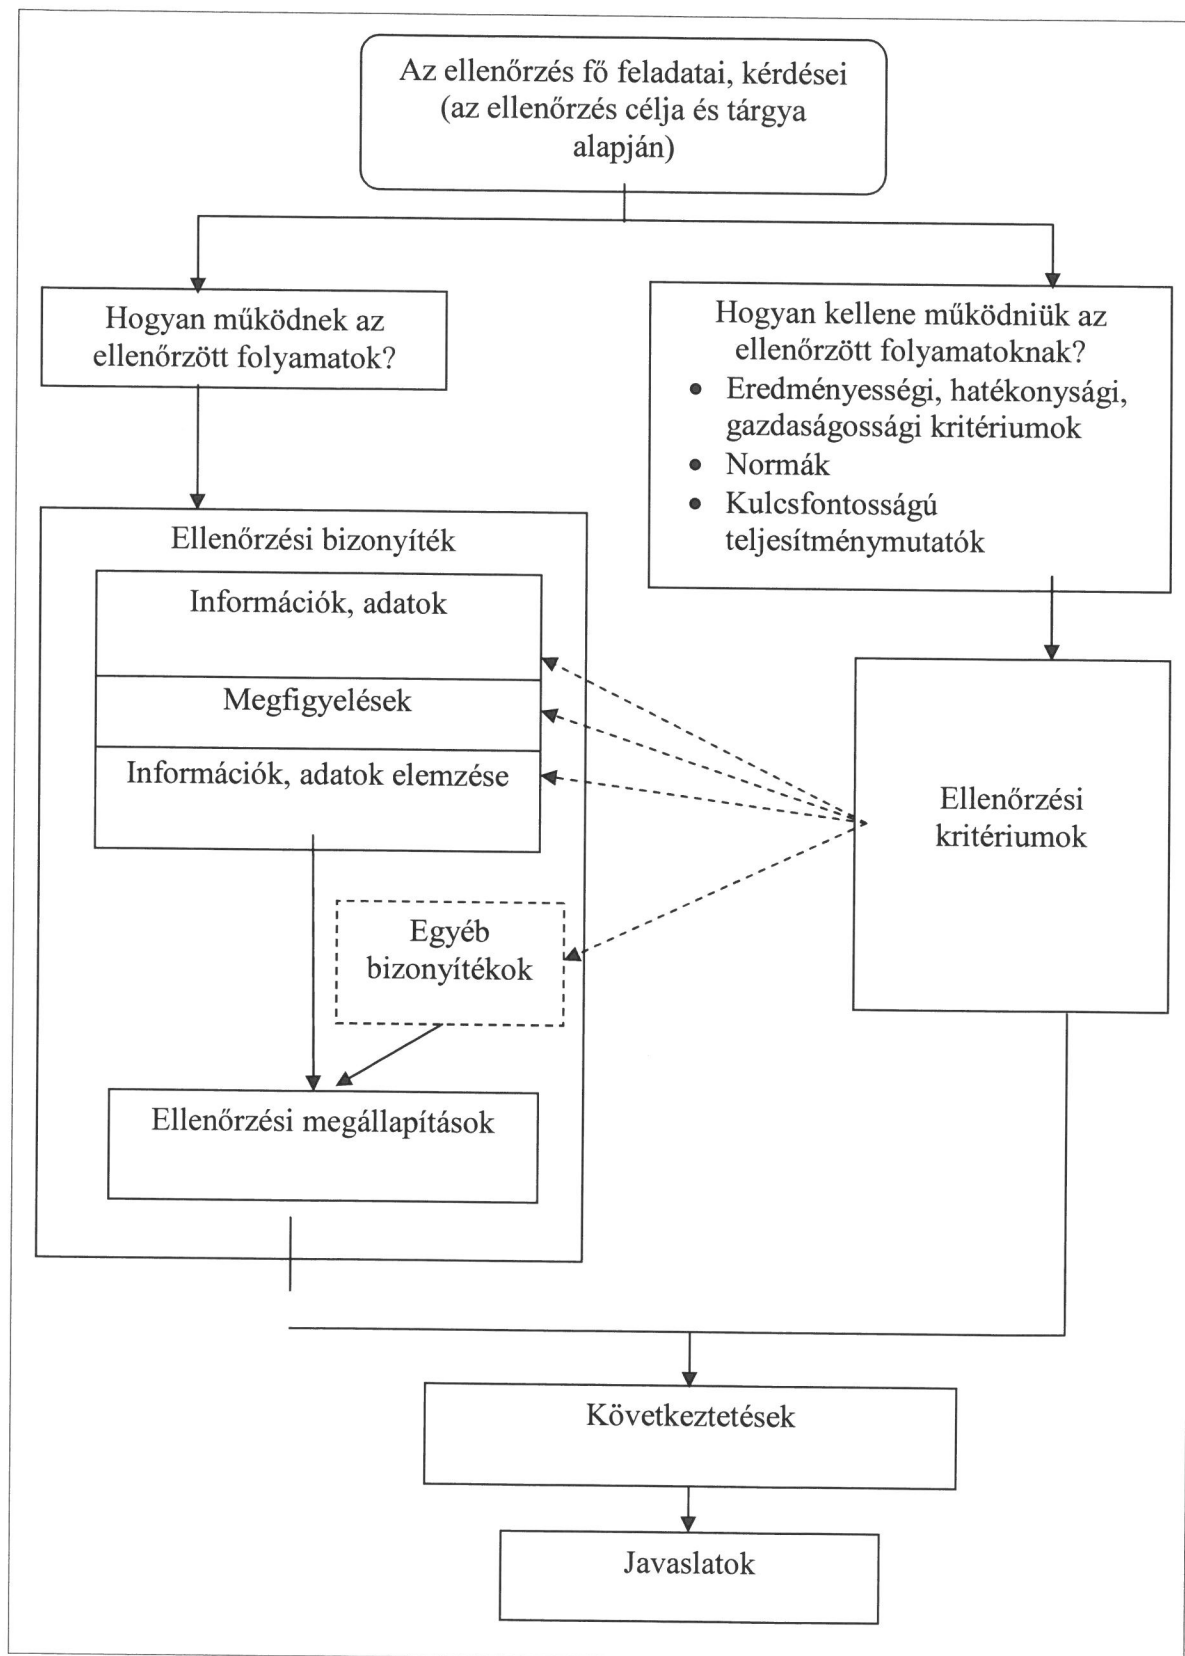 Az ellenőrzés fő feladatai, kérdései
(az ellenőrzés célja és tárgya
alapján)
Hogyan működnek az
ellenőrzött folyamatok?
Hogyan kellene működniük az
ellenőrzött folyamatoknak?
• Eredményességi, hatékonysági,
gazdaságossági kritériumok
• Normák
• Kulcsfontosságú
teljesítménymutatók
Ellenőrzési bizonyíték
Információk, adatok
Megfigyelések
Információk, adatok elemzése
Ellenőrzési
kritériumok
Egyéb
bizonyítékok
Ellenőrzési megállapítások
Következtetések
Javaslatok